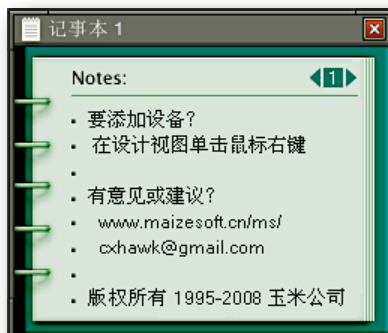 记事本 1
Notes:
1
要添加设备?
在设计视图单击鼠标右键
有意见或建议?
www.maizesoft.cn/ms/
cxhawk@gmail.com
版权所有 1995-2008 玉米公司